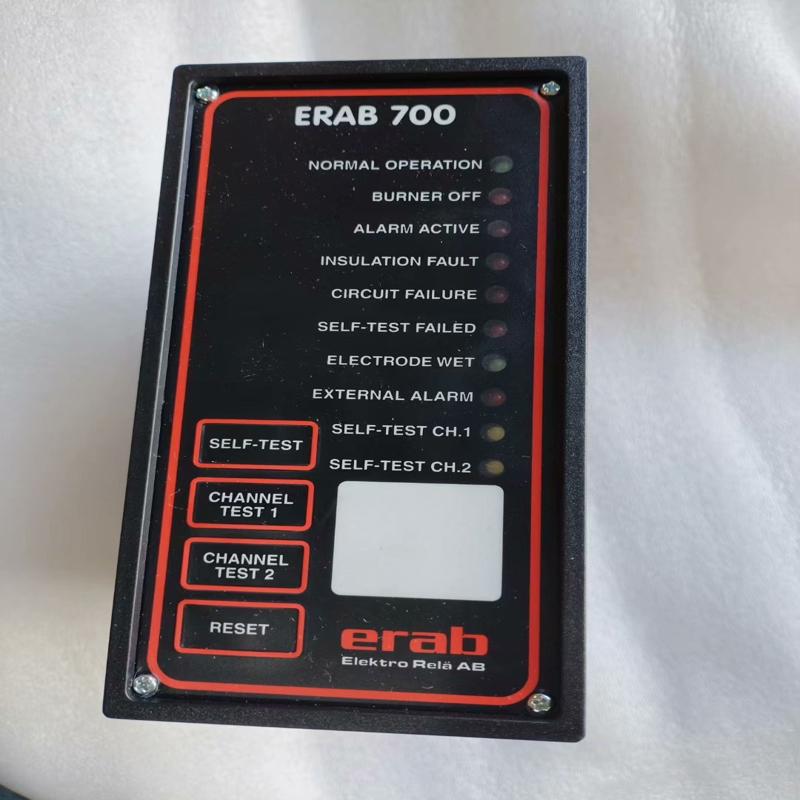 ERAB 700
NORMAL OPERATION
BURNER OFF
ALARM ACTIVE
INSULATION FAULT
CIRCUIT FAILURE
SELF-TEST FAILED
ELECTRODE WET
EXTERNAL ALARM
SELF-TEST CH.1
SELF-TEST CH.2
SELF-TEST
CHANNEL
TEST 1
CHANNEL
TEST 2
RESET
erab
Elektro Relä AB